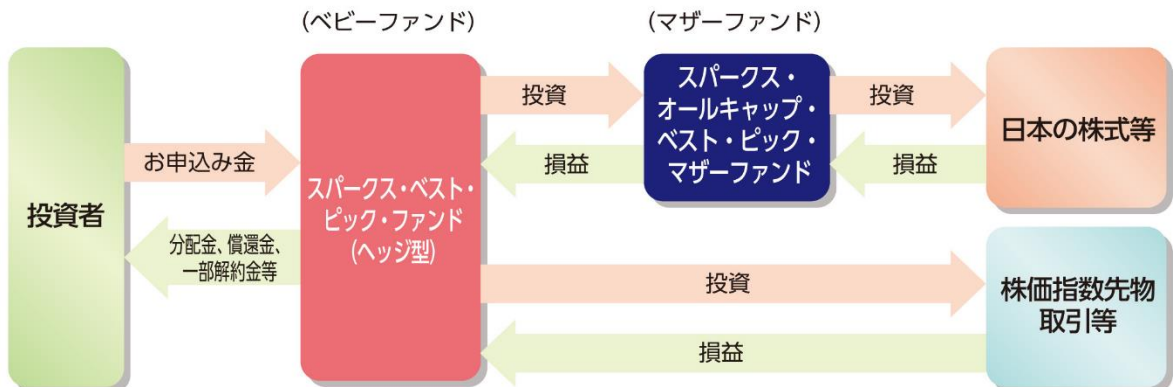 (ベビーファンド)
(マザーファンド)
投資者
お申込み金
分配金、償還金、
一部解約金等
スパークス・ベスト・
ピック・ファンド
(ヘッジ型)
投資
損益
スパークス・
オールキャップ・
ベスト・ピック・
マザーファンド
投資
損益
日本の株式等
投資
損益
株価指数先物
取引等